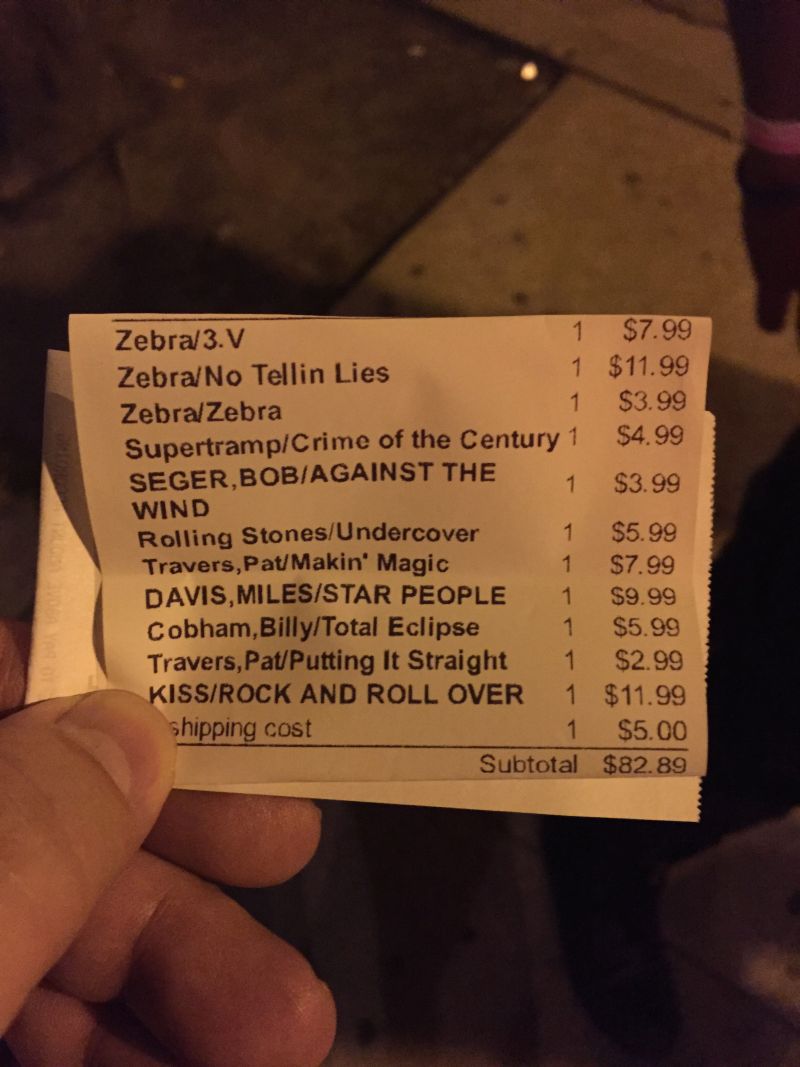 Zebra/3.V 1 $7.99
Zebra/No Tellin Lies 1 $11.99
Zebra/Zebra 1 $3.99
Supertramp/Crime of the Century 1 $4.99
SEGER,BOB/AGAINST THE 1 $3.99
WIND
Rolling Stones/Undercover 1 $5.99
Travers,Pat/Makin' Magic 1 $7.99
DAVIS,MILES/STAR PEOPLE 1 $9.99
Cobham,Billy/Total Eclipse 1 $5.99
Travers,Pat/Putting It Straight 1 $2.99
KISS/ROCK AND ROLL OVER 1 $11.99
shipping cost 1 $5.00
Subtotal $82.89